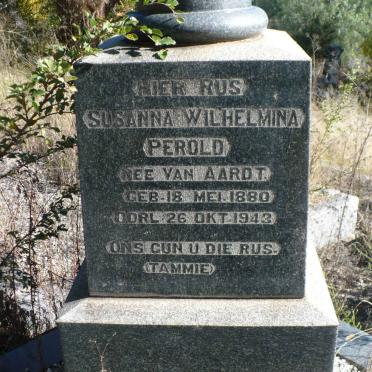 HIER RUS
SUSANNA WILHELMINA
PEROLD
NEE VAN AARDT
GEB. 18 MEI. 1880
OORL. 26 OKT. 1943
ONS GUN U DIE RUS.
(TAMMIE)